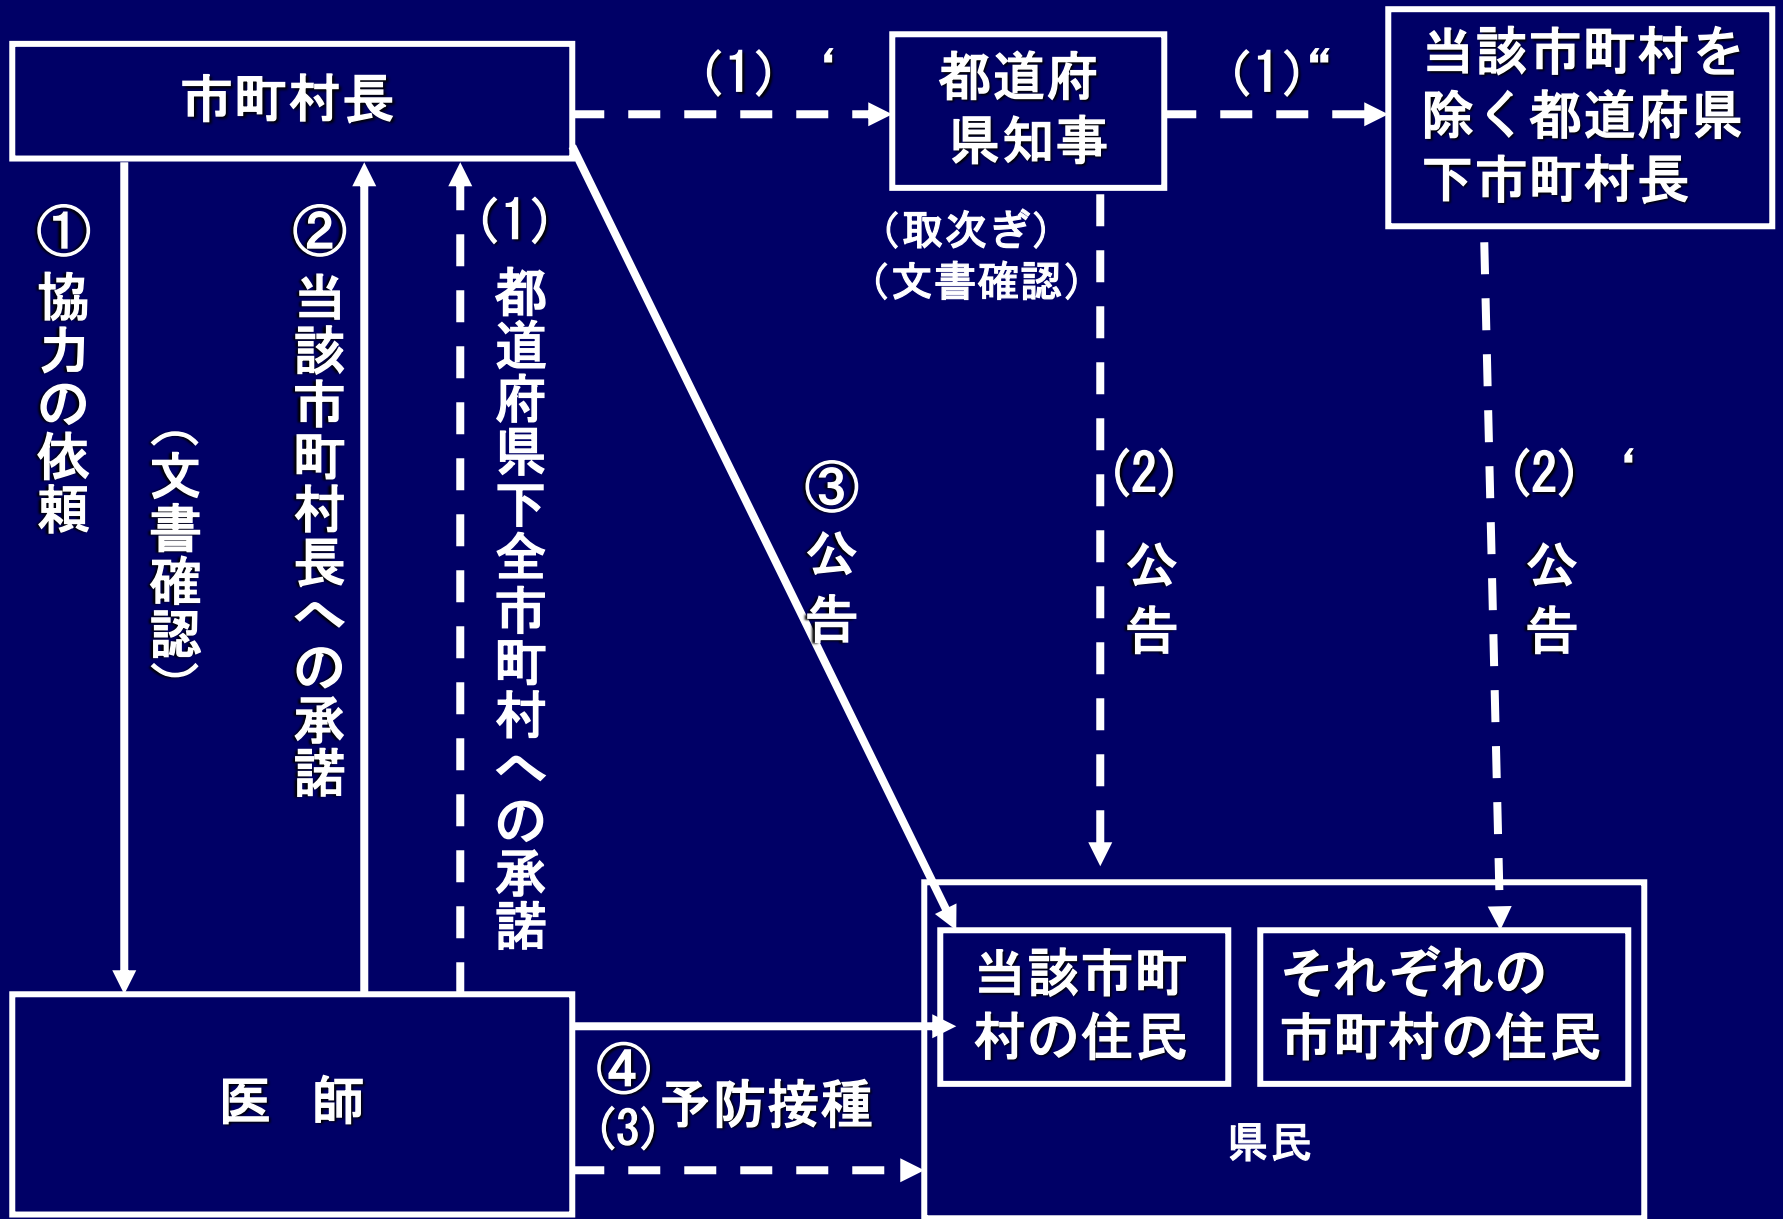 市町村長
(1) ‘
都道府
県知事
(1)“
当該市町村を
除く都道府県
下市町村長
(取次ぎ)
(文書確認)
①協力の依頼
(文書確認)
②当該市町村長への承諾
(1)都道府県下全市町村への承諾
③公告
(2)公告
(2) ‘公告
当該市町
村の住民
それぞれの
市町村の住民
県民
医 師
④
(3)
予防接種